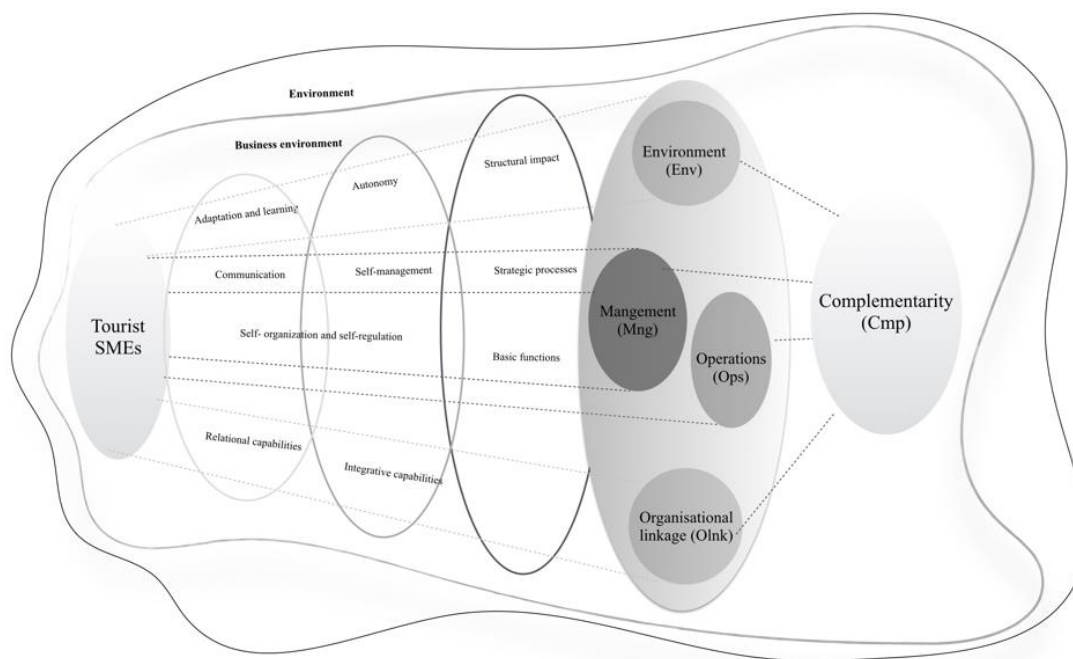 Environment
Business environment
Structural impact
Autonomy
Adaptation and learning
Environment
(Env)
Communication
Self-management
Strategic processes
Tourist
SMEs
Self- organization and self-regulation
Basic functions
Mangement
(Mng)
Operations
(Ops)
Complementarity
(Cmp)
Relational capabilities
Integrative capabilities
Organisational
linkage (Olnk)